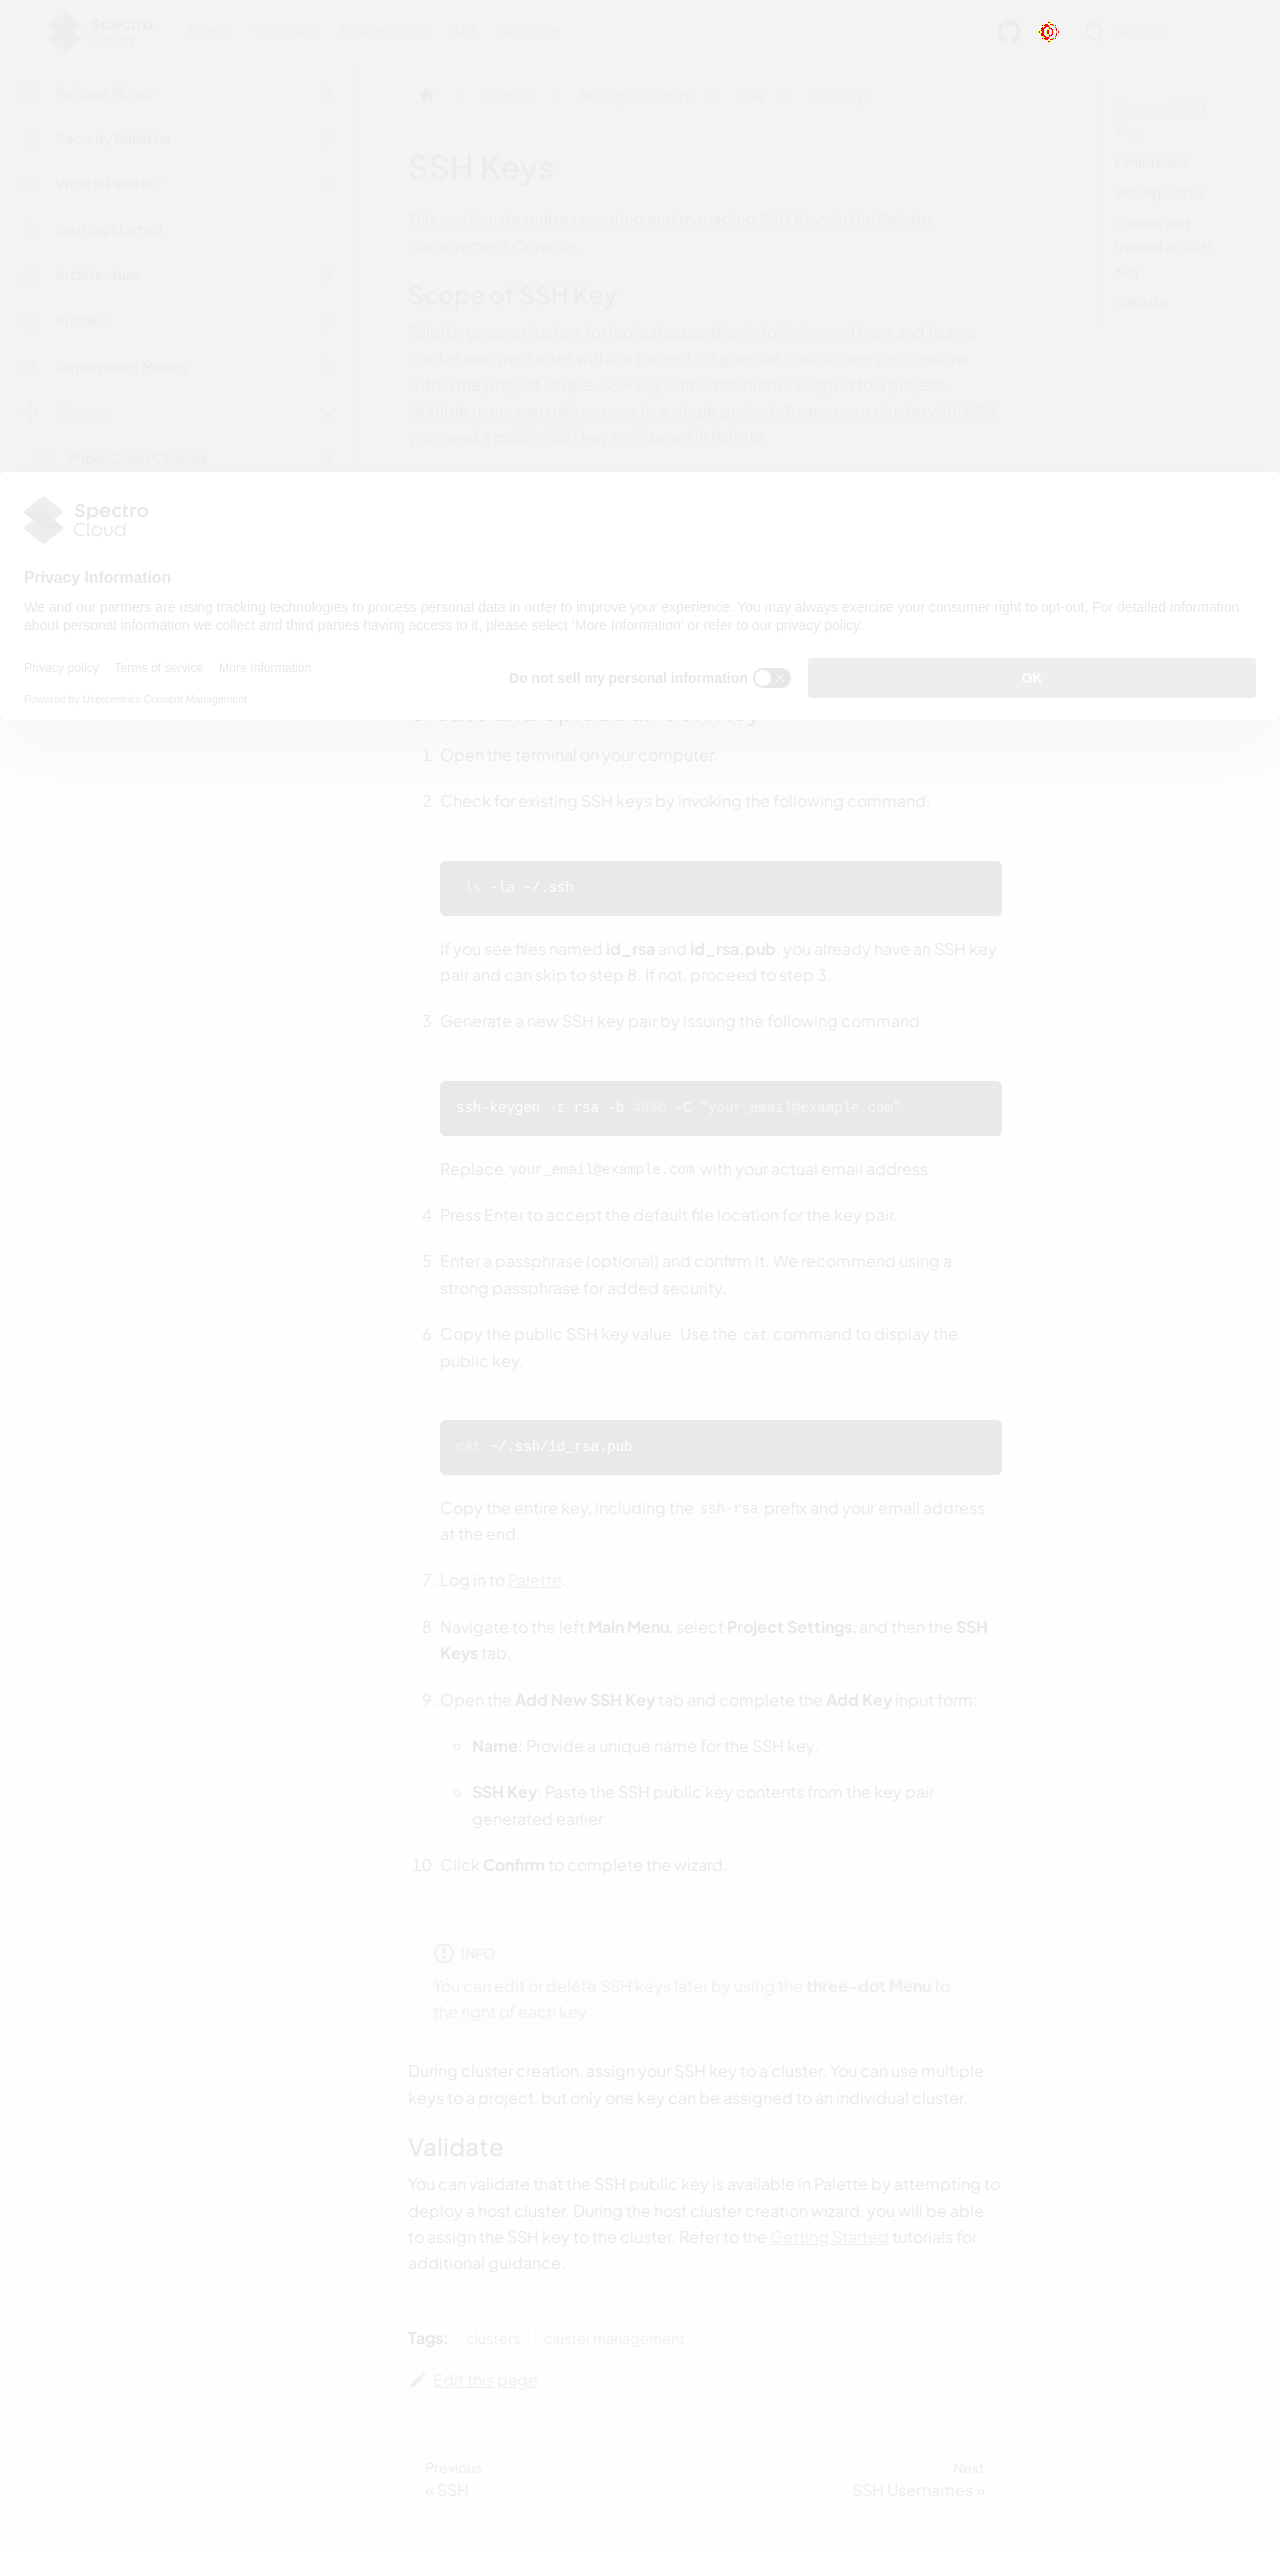 Spectro Cloud
Docs Tutorials Downloads API latest
Search
Release Notes
Security Bulletins
What is Palette?
Getting Started
Architecture
Profiles
Deployment Modes
Clusters
Public Cloud Clusters
Clusters Manage Clusters SSH SSH Keys
SSH Keys
This section describes creating and managing SSH Keys in the Palette
Management Console.
Scope of SSH Key
Palette groups clusters for logical separation into Projects. Users and teams
can be assigned roles within a project for granular control over permissions
within the project scope. SSH key authentication is scoped to a project.
Multiple users can gain access to a single project. To access a cluster with SSH,
you need a public SSH key registered in Palette.
Scope of SSH
Key
Limitations
Prerequisites
Create and
Upload an SSH
Key
Validate
Spectro
Cloud
Privacy Information
We and our partners are using tracking technologies to process personal data in order to improve your experience. You may always exercise your consumer right to opt-out. For detailed information
about personal information we collect and third parties having access to it, please select ‘More Information’ or refer to our privacy policy.
Privacy policy Terms of service More Information
Do not sell my personal information
OK
Powered by Usercentrics Consent Management
Create and Upload an SSH Key
1. Open the terminal on your computer.
2. Check for existing SSH keys by invoking the following command.
ls -la ~/.ssh
If you see files named id_rsa and id_rsa.pub, you already have an SSH key
pair and can skip to step 8. If not, proceed to step 3.
3. Generate a new SSH key pair by issuing the following command.
ssh-keygen -t rsa -b 4096 -C "your_email@example.com"
Replace your_email@example.com with your actual email address.
4. Press Enter to accept the default file location for the key pair.
5. Enter a passphrase (optional) and confirm it. We recommend using a
strong passphrase for added security.
6. Copy the public SSH key value. Use the cat command to display the
public key.
cat ~/.ssh/id_rsa.pub
Copy the entire key, including the ssh-rsa prefix and your email address
at the end.
7. Log in to Palette.
8. Navigate to the left Main Menu, select Project Settings, and then the SSH
Keys tab.
9. Open the Add New SSH Key tab and complete the Add Key input form:
Name: Provide a unique name for the SSH key.
SSH Key: Paste the SSH public key contents from the key pair
generated earlier.
10. Click Confirm to complete the wizard.
INFO
You can edit or delete SSH keys later by using the three-dot Menu to
the right of each key.
During cluster creation, assign your SSH key to a cluster. You can use multiple
keys to a project, but only one key can be assigned to an individual cluster.
Validate
You can validate that the SSH public key is available in Palette by attempting to
deploy a host cluster. During the host cluster creation wizard, you will be able
to assign the SSH key to the cluster. Refer to the Getting Started tutorials for
additional guidance.
Tags: clusters cluster management
Edit this page
Previous
« SSH
Next
SSH Usernames »